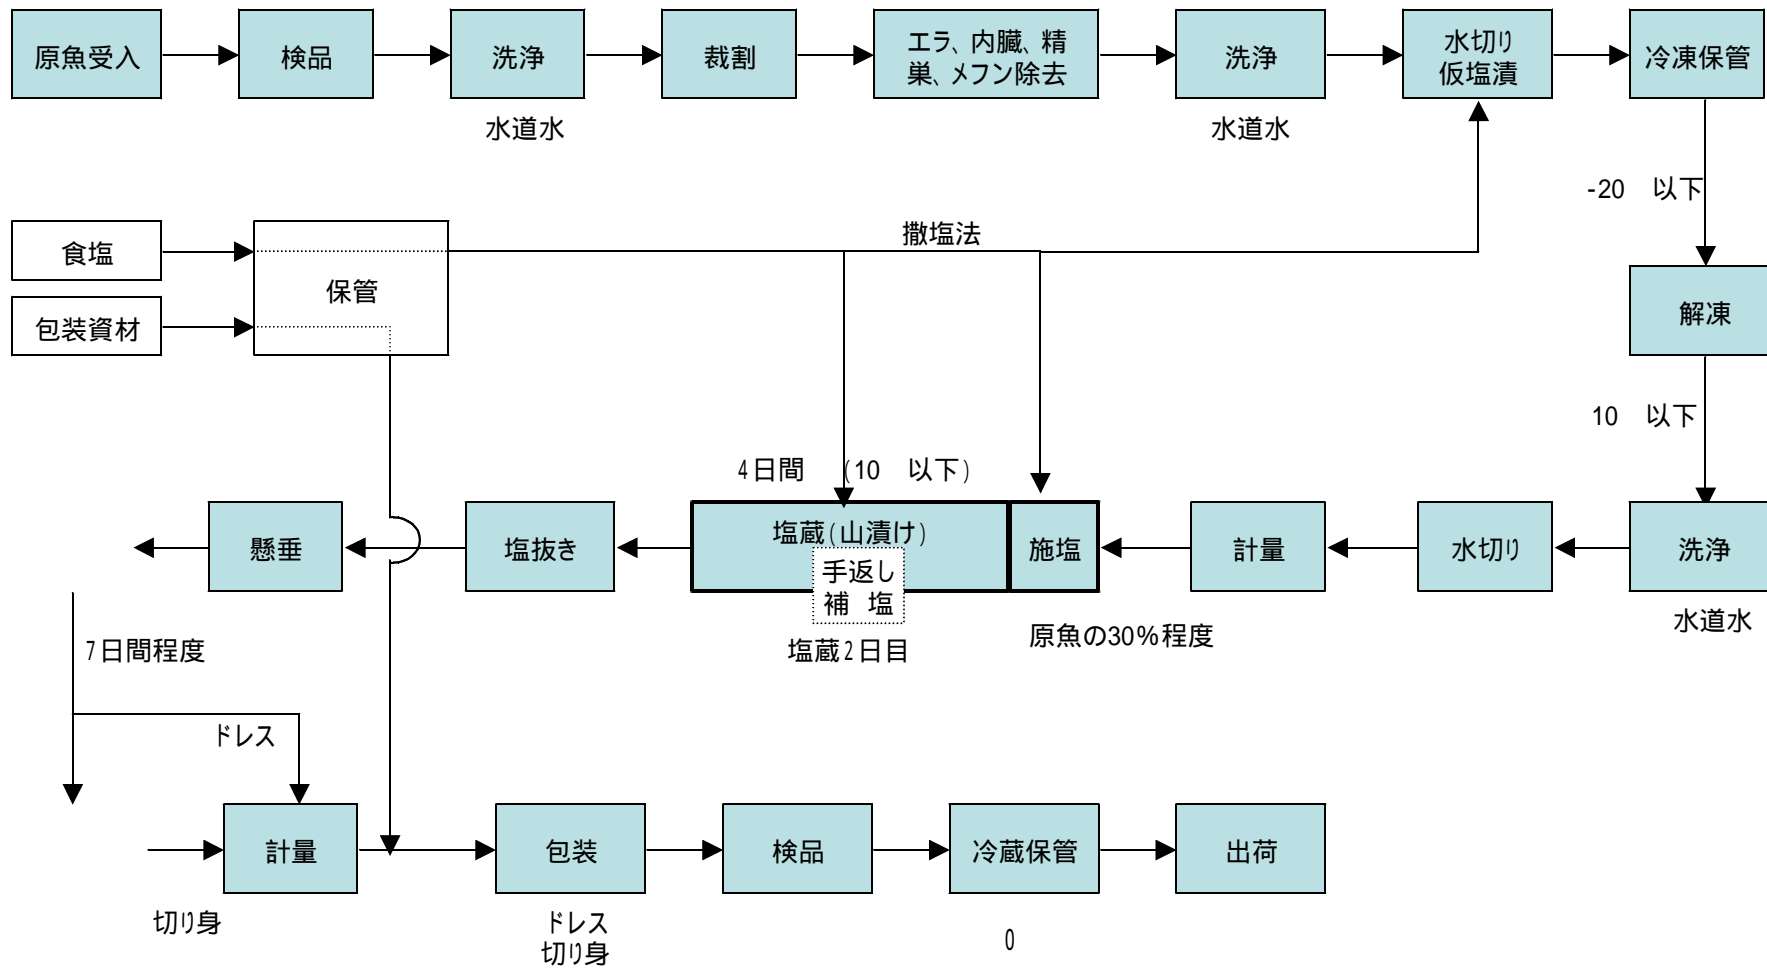 原魚受入
検品
洗浄
裁割
エラ、内臓、精
巣、メフン除去
洗浄
水切り
仮塩漬
冷凍保管
水道水
水道水
-20 以下
食塩
包装資材
保管
撒塩法
解凍
10 以下
4日間 (10 以下)
懸垂
塩抜き
塩蔵(山漬け)
手返し
補 塩
施塩
計量
水切り
洗浄
塩蔵2日目
原魚の30%程度
水道水
7日間程度
ドレス
計量
包装
検品
冷蔵保管
出荷
切り身
ドレス
切り身
0